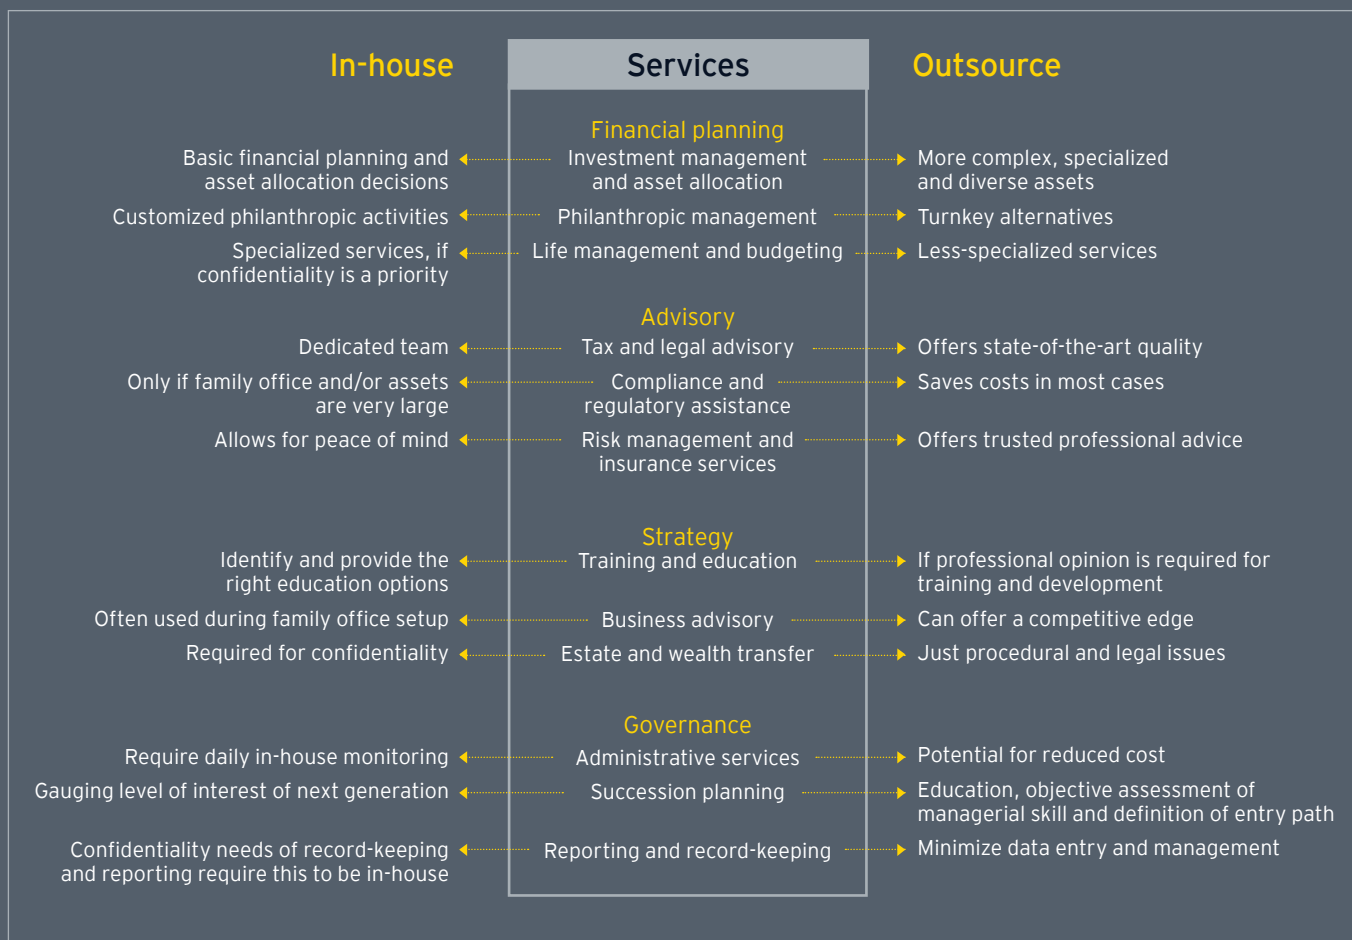 In-house
Services
Outsource
Financial planning
Basic financial planning and
asset allocation decisions
Investment management
and asset allocation
More complex, specialized
and diverse assets
Customized philanthropic activities
Philanthropic management
Turnkey alternatives
Specialized services, if
confidentiality is a priority
Life management and budgeting
Less-specialized services
Advisory
Dedicated team
Tax and legal advisory
Offers state-of-the-art quality
Only if family office and/or assets
are very large
Compliance and
regulatory assistance
Saves costs in most cases
Allows for peace of mind
Risk management and
insurance services
Offers trusted professional advice
Strategy
Identify and provide the
right education options
Training and education
If professional opinion is required for
training and development
Often used during family office setup
Business advisory
Can offer a competitive edge
Required for confidentiality
Estate and wealth transfer
Just procedural and legal issues
Governance
Require daily in-house monitoring
Administrative services
Potential for reduced cost
Gauging level of interest of next generation
Succession planning
Education, objective assessment of
managerial skill and definition of entry path
Confidentiality needs of record-keeping
and reporting require this to be in-house
Reporting and record-keeping
Minimize data entry and management